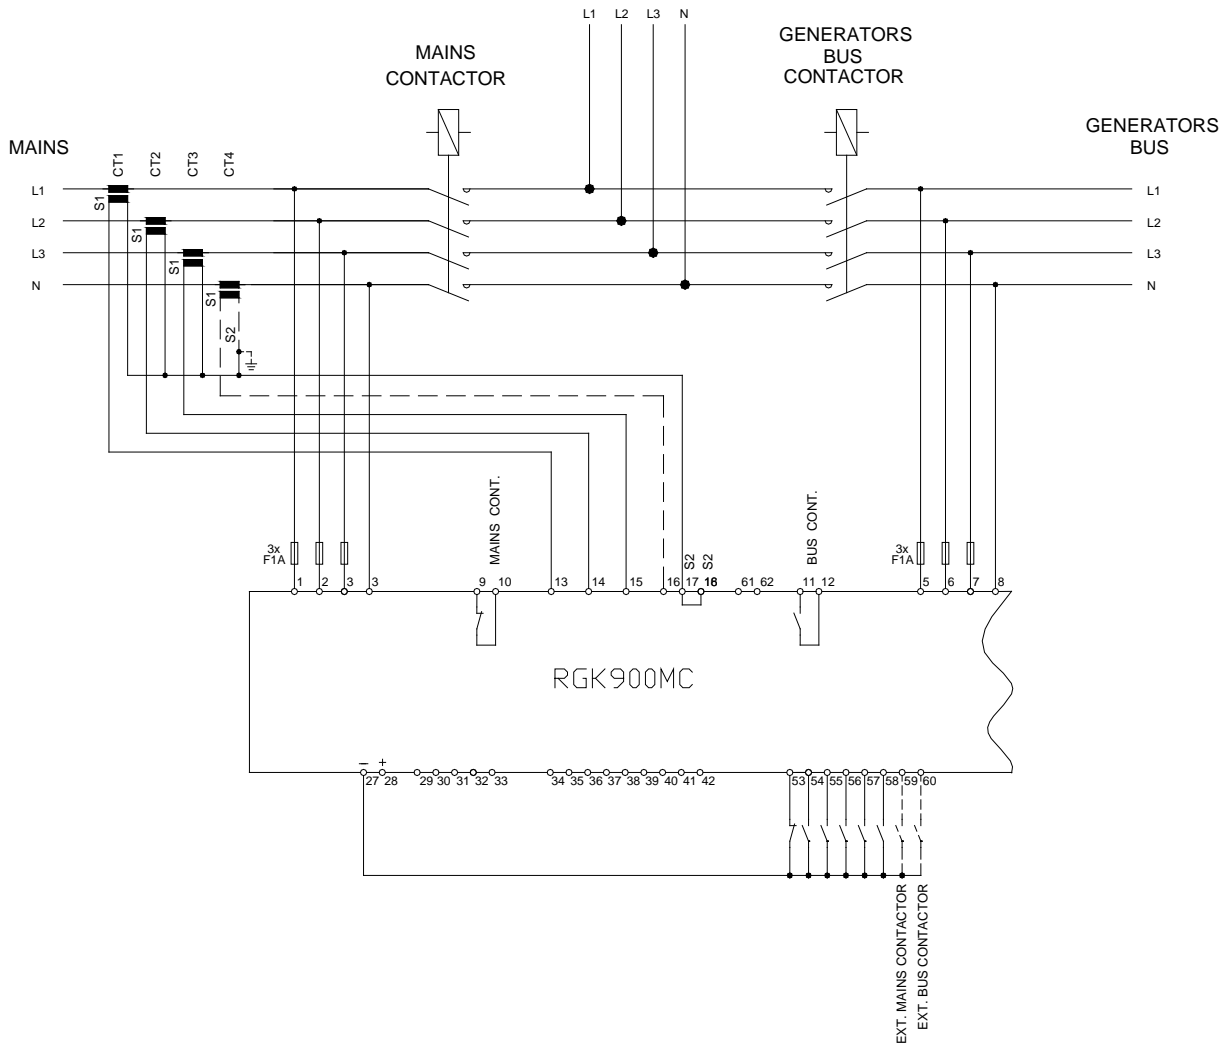 L1 L2 L3 N
MAINS
CONTACTOR
GENERATORS
BUS
CONTACTOR
MAINS
GENERATORS
BUS
CT1
CT2
CT3
CT4
L1
L2
L3
N
L1
L2
L3
N
S1
S1
S1
S1
S2
MAINS CONT.
S2
S2
BUS CONT.
3x
F1A
3x
F1A
1 2 3 3 9 10 13 14 15 16 17 18 61 62 11 12 5 6 7 8
RGK900MC
− +
27 28 29 30 31 32 33 34 35 36 37 38 39 40 41 42 53 54 55 56 57 58 59 60
EXT. MAINS CONTACTOR
EXT. BUS CONTACTOR